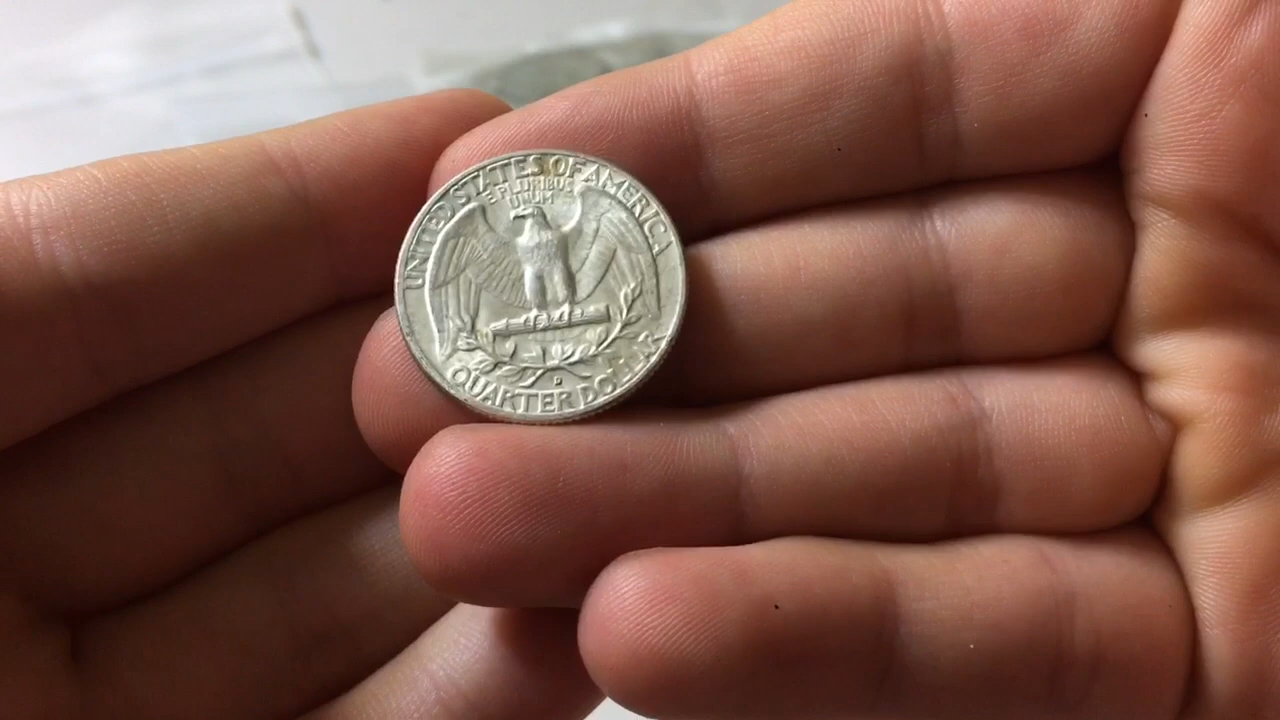 UNITED STATES OF AMERICA
E PLURIBUS
UNUM
D
QUARTER DOLLAR